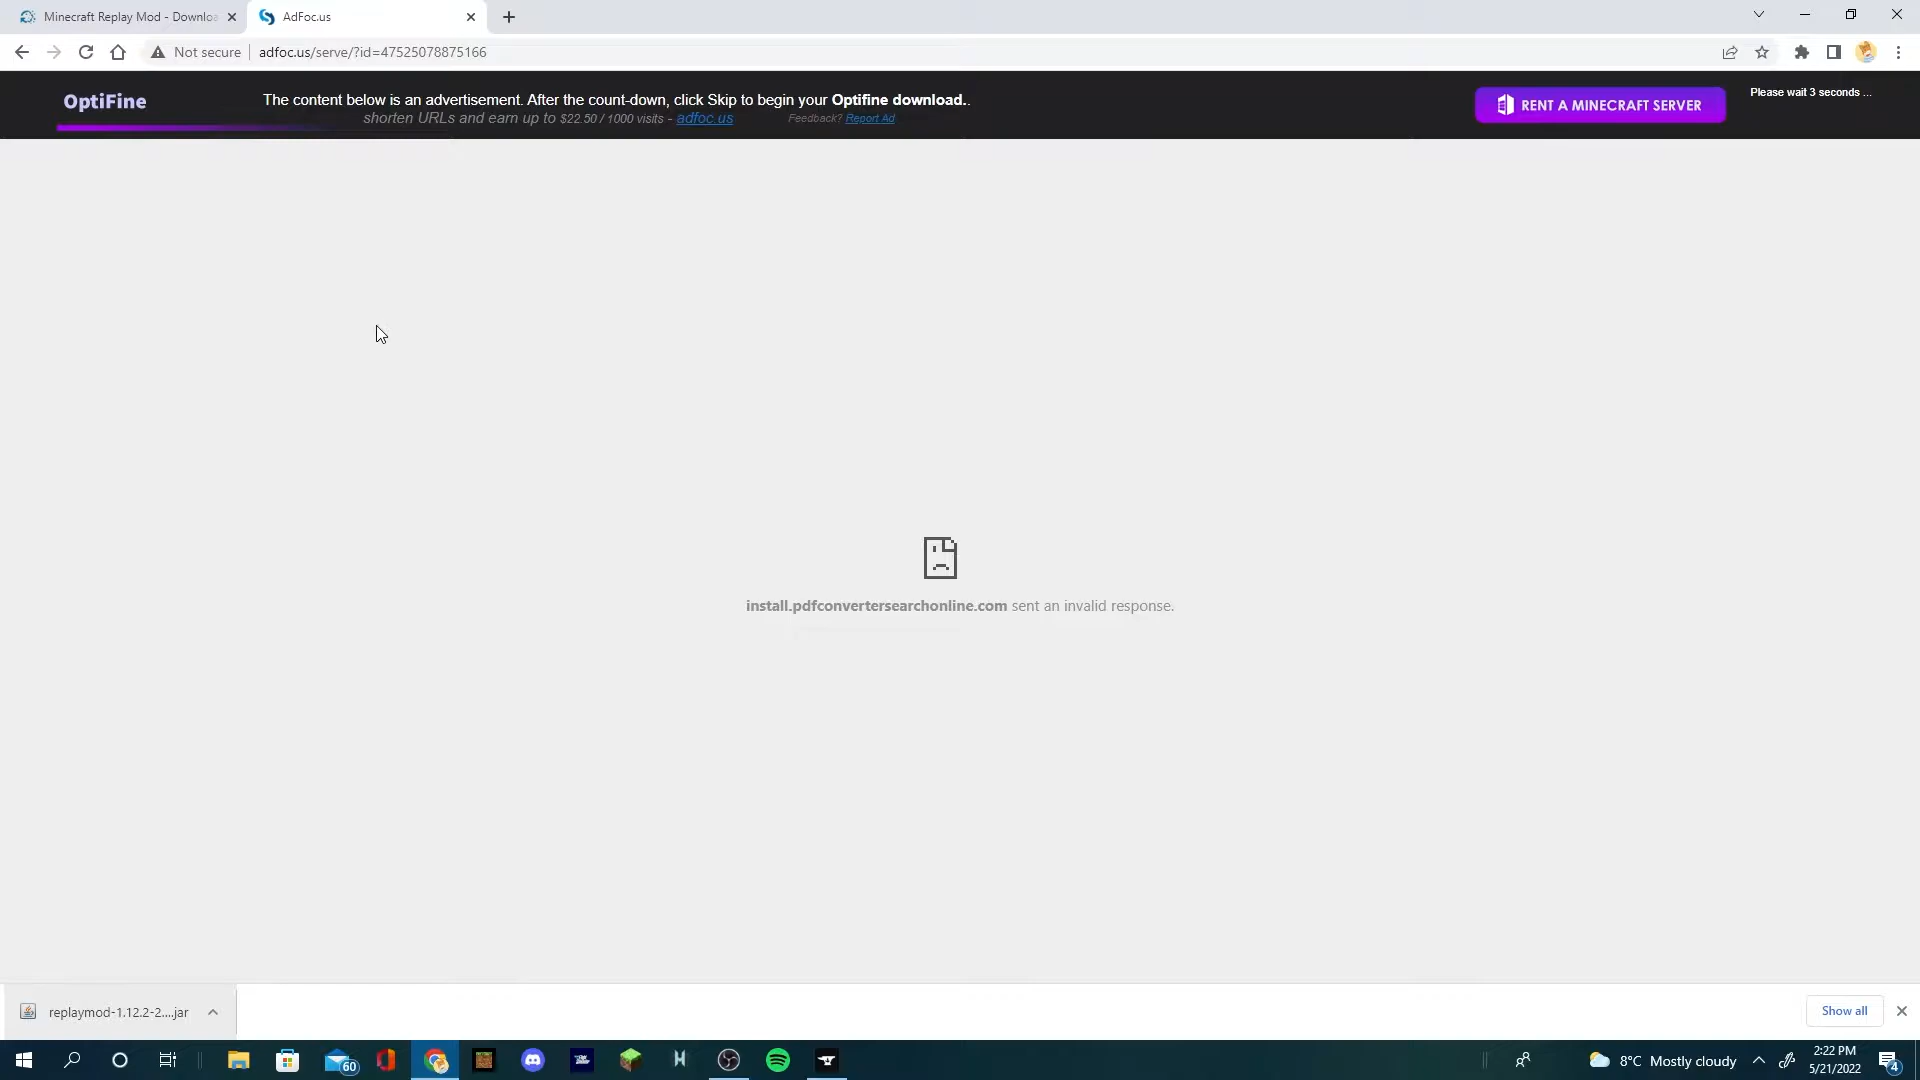 Minecraft Replay Mod - Downloa
AdFoc.us
Not secure
adfoc.us/serve/?id=47525078875166
OptiFine
The content below is an advertisement. After the count-down, click Skip to begin your Optifine download..
shorten URLs and earn up to $22.50 / 1000 visits - adfoc.us
Feedback? Report Ad
RENT A MINECRAFT SERVER
Please wait 3 seconds ...
install.pdfconvertersearchonline.com sent an invalid response.
replaymod-1.12.2-2....jar
Show all
60
8°C Mostly cloudy
2:22 PM
5/21/2022
4